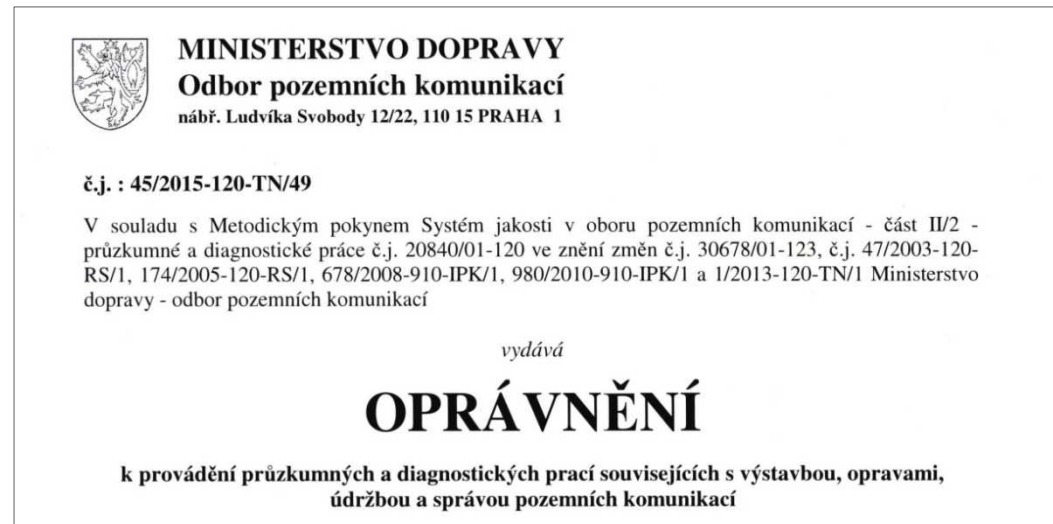 MINISTERSTVO DOPRAVY
Odbor pozemních komunikací
nábř. Ludvíka Svobody 12/22, 110 15 PRAHA 1
č.j. : 45/2015-120-TN/49
V souladu s Metodickým pokynem Systém jakosti v oboru pozemních komunikací - část II/2 -
průzkumné a diagnostické práce č.j. 20840/01-120 ve znění změn č.j. 30678/01-123, č.j. 47/2003-120-
RS/1, 174/2005-120-RS/1, 678/2008-910-IPK/1, 980/2010-910-IPK/1 a 1/2013-120-TN/1 Ministerstvo
dopravy - odbor pozemních komunikací
vydává
OPRÁVNĚNÍ
k provádění průzkumných a diagnostických prací souvisejících s výstavbou, opravami,
údržbou a správou pozemních komunikací